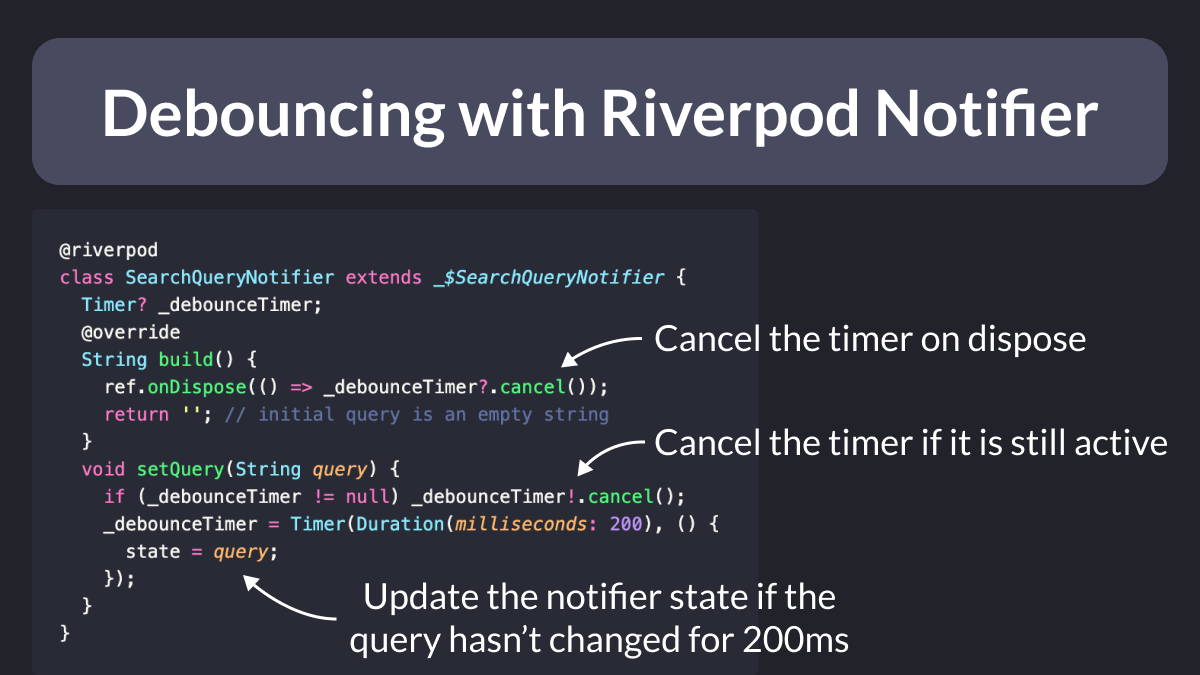 Debouncing with Riverpod Notifier
@riverpod
class SearchQueryNotifier extends _$SearchQueryNotifier {
Timer? _debounceTimer;
@override
String build() {
ref.onDispose(() => _debounceTimer?.cancel());
return ''; // initial query is an empty string
}
void setQuery(String query) {
if (_debounceTimer != null) _debounceTimer!.cancel();
_debounceTimer = Timer(Duration(milliseconds: 200), () {
state = query;
});
}
}
Cancel the timer on dispose
Cancel the timer if it is still active
Update the notifier state if the
query hasn’t changed for 200ms